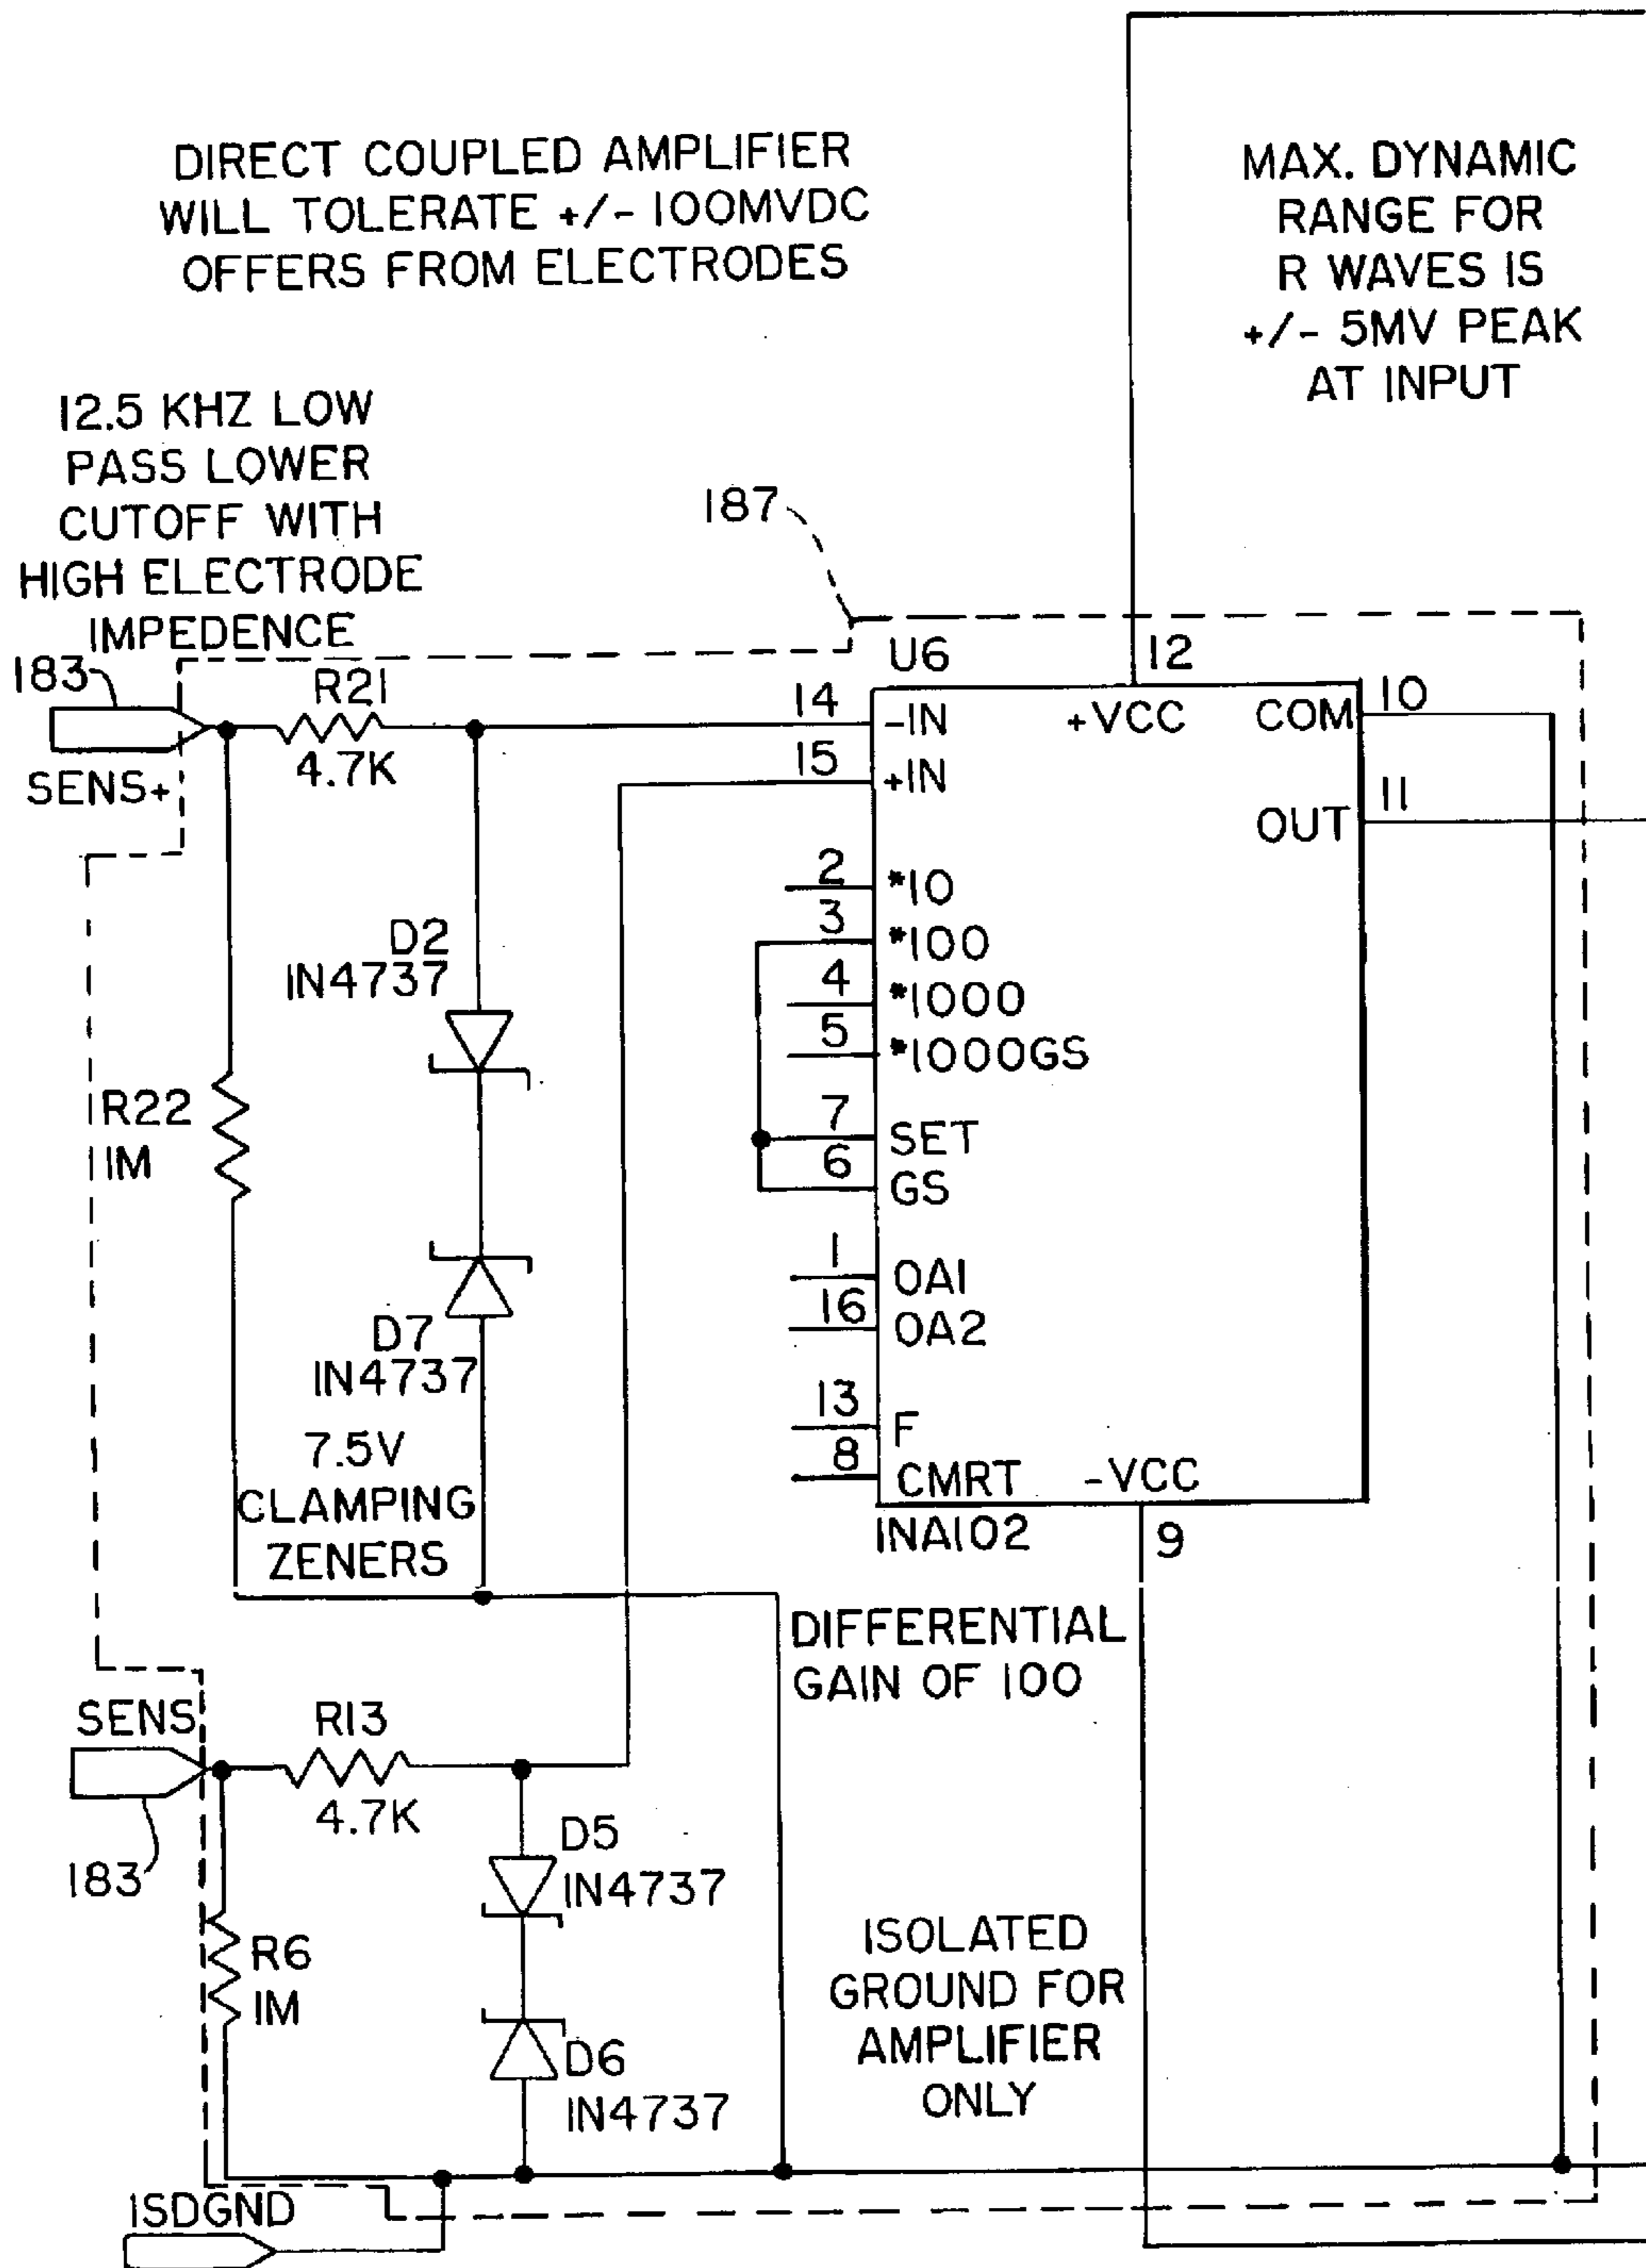 DIRECT COUPLED AMPLIFIER
WILL TOLERATE +/- 100MVDC
OFFERS FROM ELECTRODES
MAX. DYNAMIC
RANGE FOR
R WAVES IS
+/- 5MV PEAK
AT INPUT
12.5 KHZ LOW
PASS LOWER
CUTOFF WITH
HIGH ELECTRODE
IMPEDENCE
187
183
SENS+
R21
4.7K
U6
12
14
-IN
+VCC
COM
10
15
+IN
11
OUT
2
*10
3
*100
4
*1000
5
*1000GS
7
SET
6
GS
1
OA1
16
OA2
13
F
8
CMRT
-VCC
INA102
9
D2
IN4737
R22
1M
D7
IN4737
7.5V
CLAMPING
ZENERS
DIFFERENTIAL
GAIN OF 100
SENS
R13
4.7K
183
D5
IN4737
R6
1M
D6
IN4737
ISOLATED
GROUND FOR
AMPLIFIER
ONLY
ISDGND